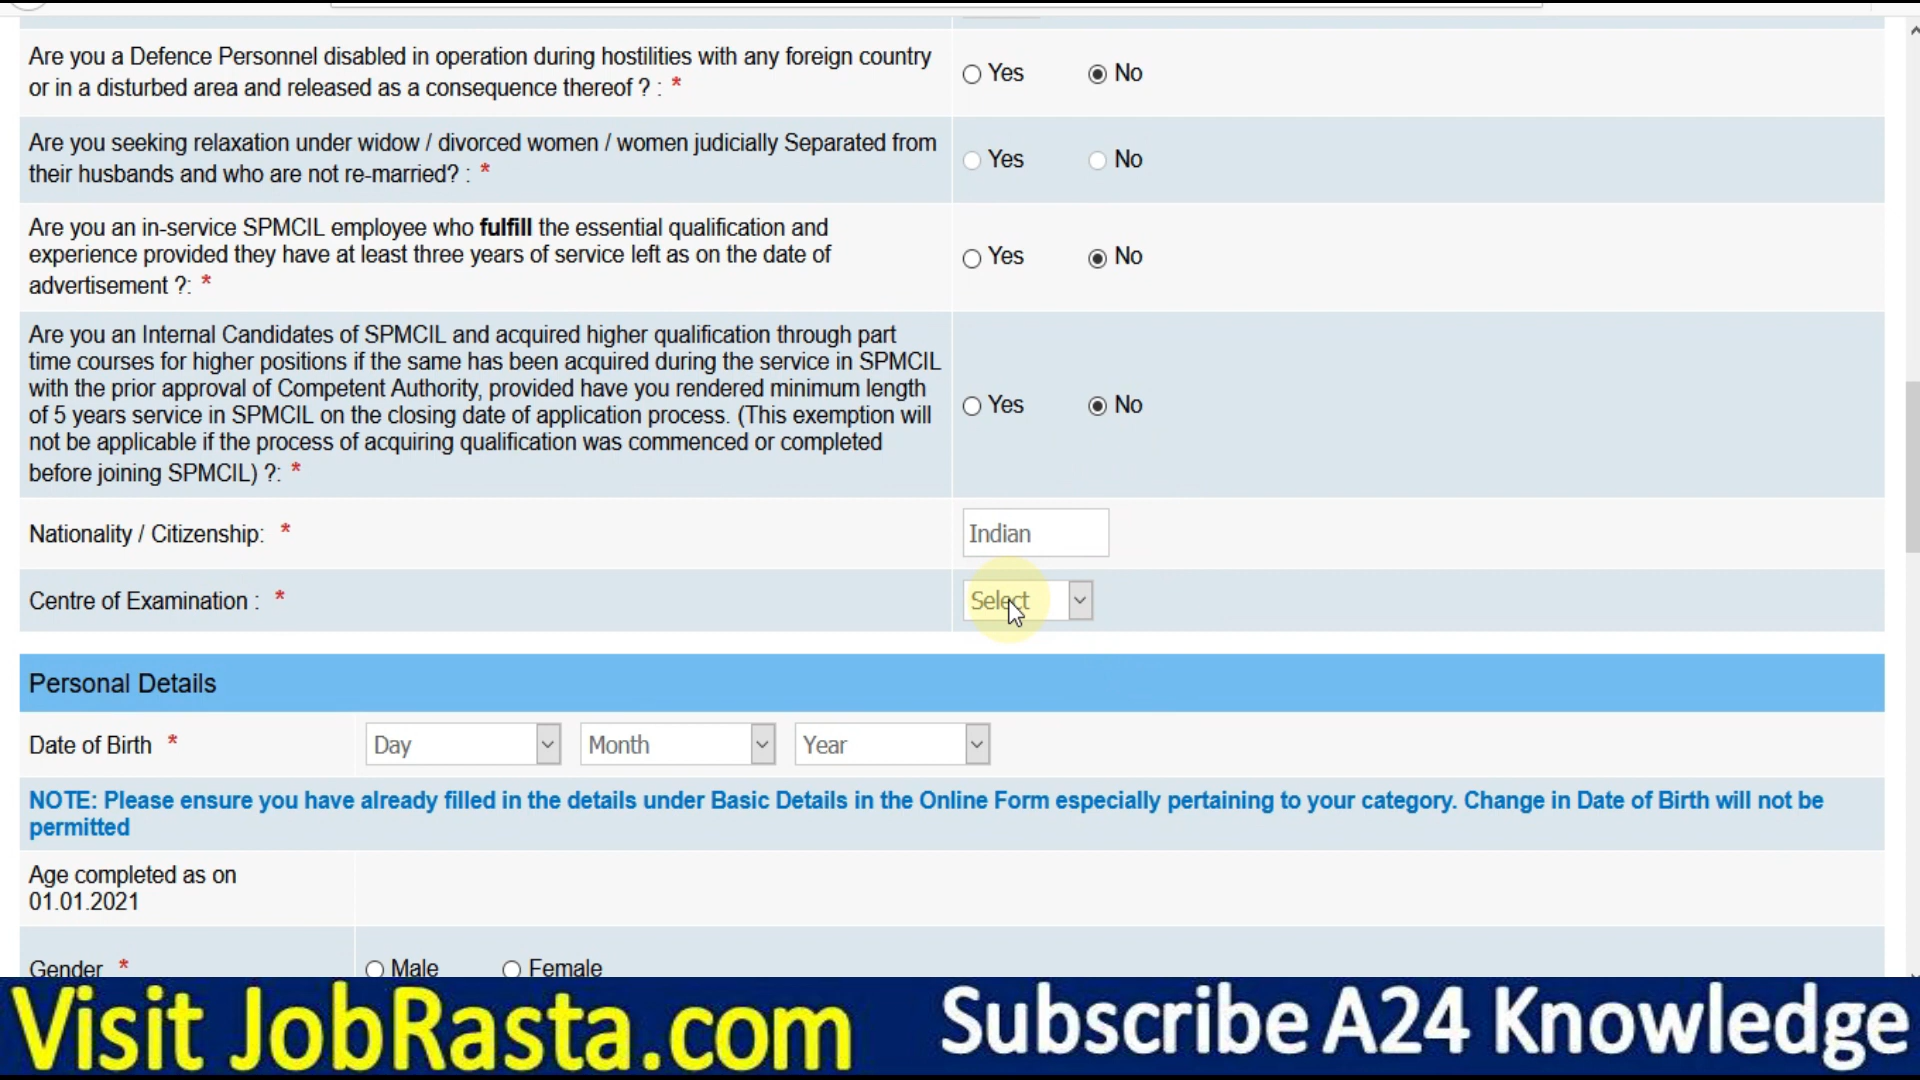 Are you a Defence Personnel disabled in operation during hostilities with any foreign country
or in a disturbed area and released as a consequence thereof ? : *
Yes No
Are you seeking relaxation under widow / divorced women / women judicially Separated from
their husbands and who are not re-married? : *
Yes No
Are you an in-service SPMCIL employee who fulfill the essential qualification and
experience provided they have at least three years of service left as on the date of
advertisement ?: *
Yes No
Are you an Internal Candidates of SPMCIL and acquired higher qualification through part
time courses for higher positions if the same has been acquired during the service in SPMCIL
with the prior approval of Competent Authority, provided have you rendered minimum length
of 5 years service in SPMCIL on the closing date of application process. (This exemption will
not be applicable if the process of acquiring qualification was commenced or completed
before joining SPMCIL) ?: *
Yes No
Nationality / Citizenship: * Indian
Centre of Examination : * Select
Personal Details
Date of Birth * Day Month Year
NOTE: Please ensure you have already filled in the details under Basic Details in the Online Form especially pertaining to your category. Change in Date of Birth will not be
permitted
Age completed as on
01.01.2021
Gender * Male Female
Visit JobRasta.com Subscribe A24 Knowledge